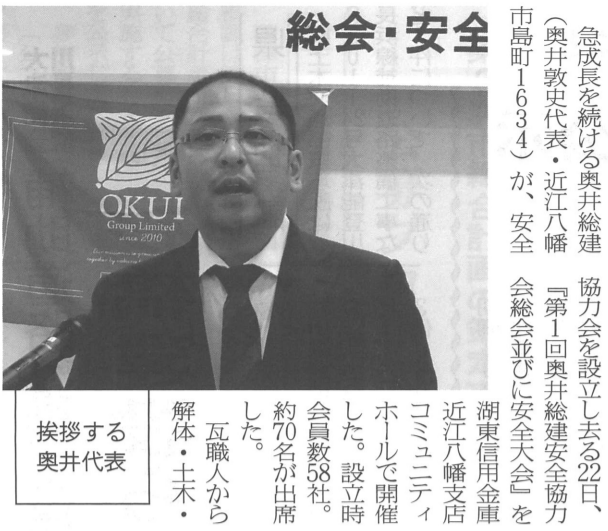 総会・安全
OKUI
Group Limited
since 2010
挨拶する
奥井代表
急成長を続ける奥井総建
(奥井敦史代表・近江八幡
市島町1634)が、安全
協力会を設立し去る22日、
『第1回奥井総建安全協力
会総会並びに安全大会』を
湖東信用金庫
近江八幡支店
コミュニティ
ホールで開催
した。設立時
会員数58社。
約70名が出席
した。
瓦職人から
解体・土木・